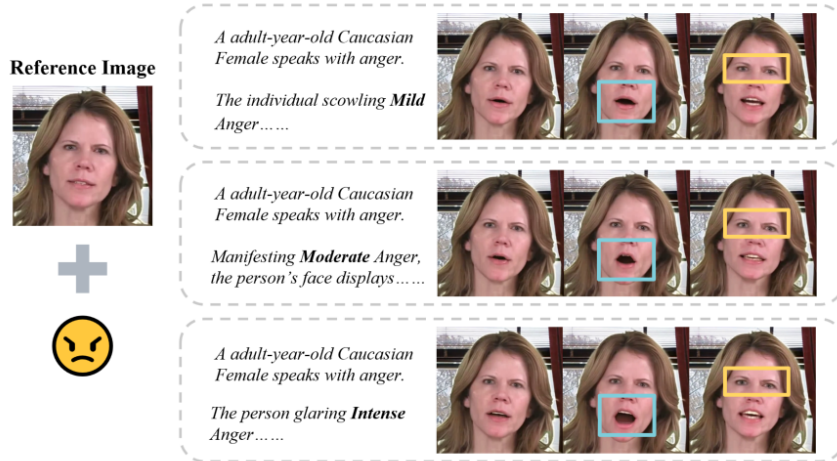 Reference Image
A adult-year-old Caucasian
Female speaks with anger.
The individual scowling Mild
Anger……
A adult-year-old Caucasian
Female speaks with anger.
Manifesting Moderate Anger,
the person's face displays……
A adult-year-old Caucasian
Female speaks with anger.
The person glaring Intense
Anger……